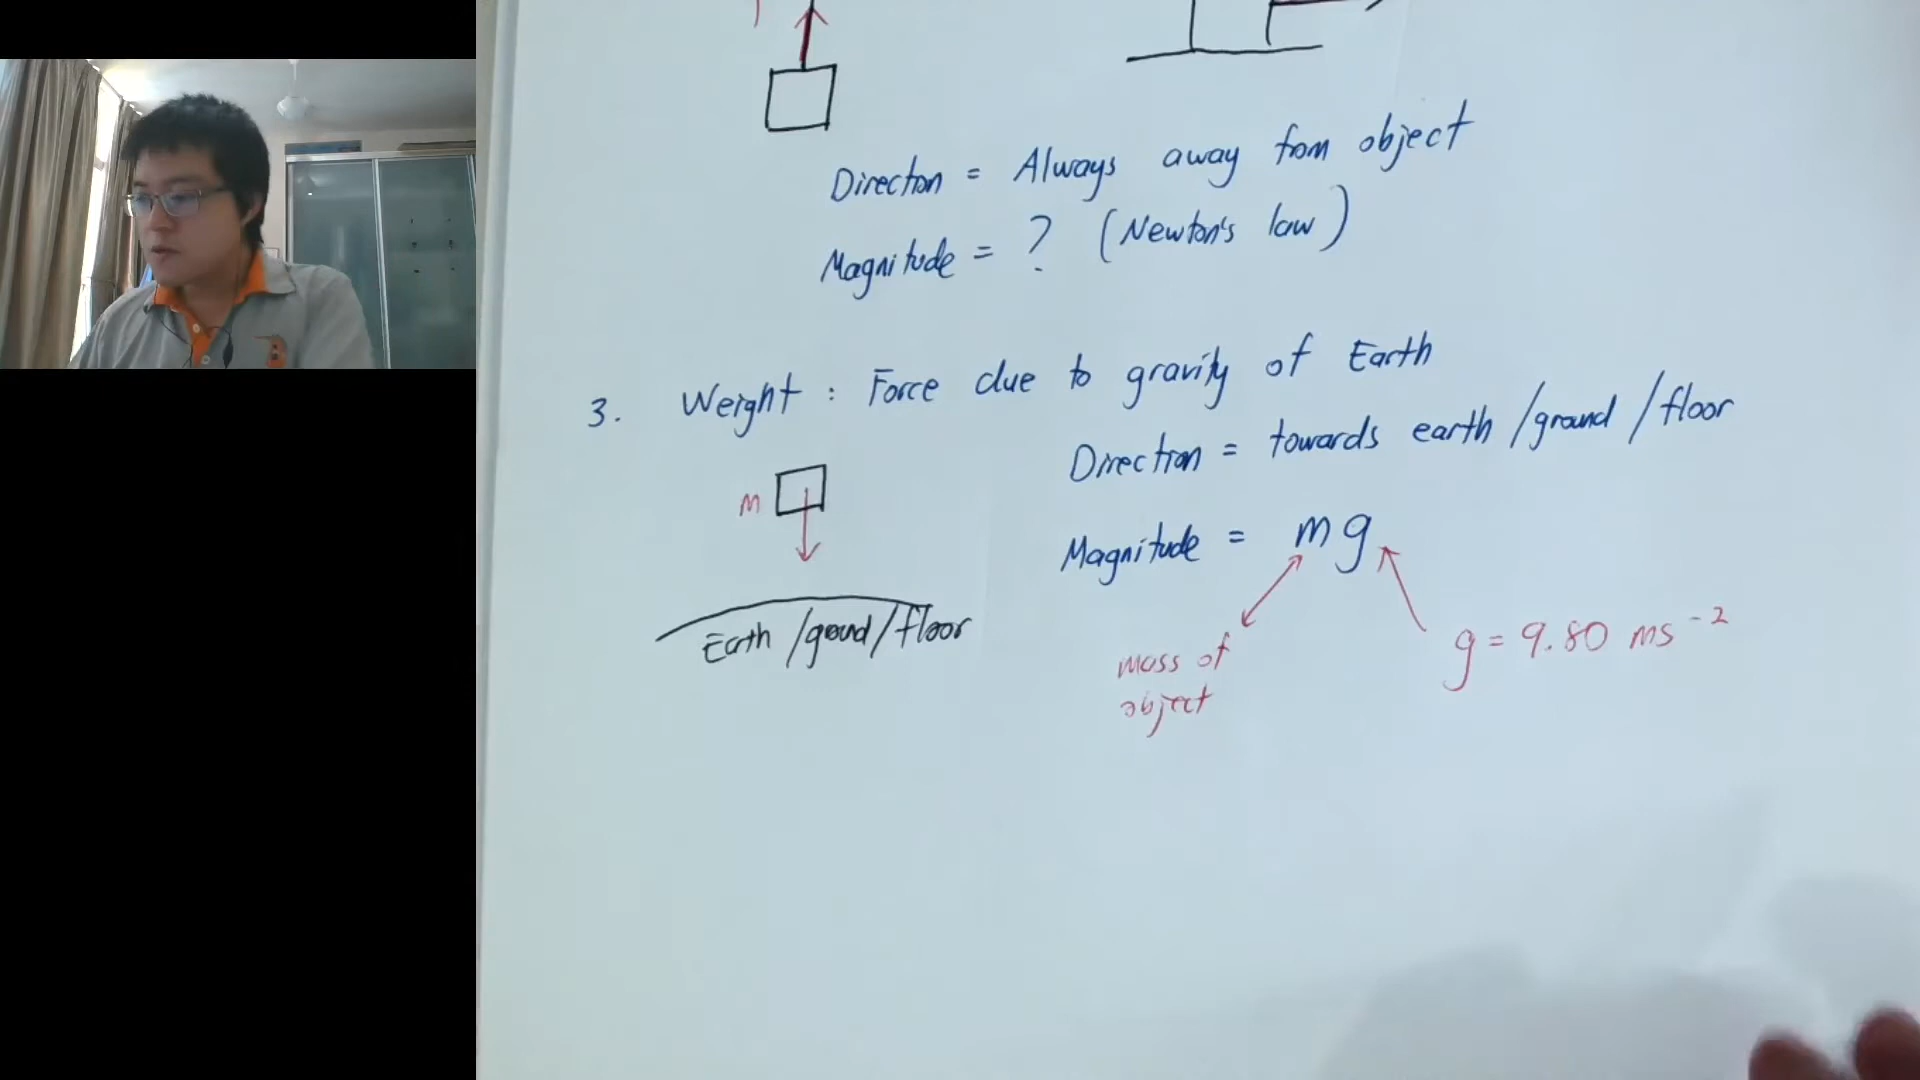 Direction = Always away from object
Magnitude = ? (Newton's law)
3. Weight : Force due to gravity of Earth
Direction = towards earth /ground /floor
m
Magnitude = mg
Earth /ground/floor
mass of
object
g = 9.80 ms⁻²